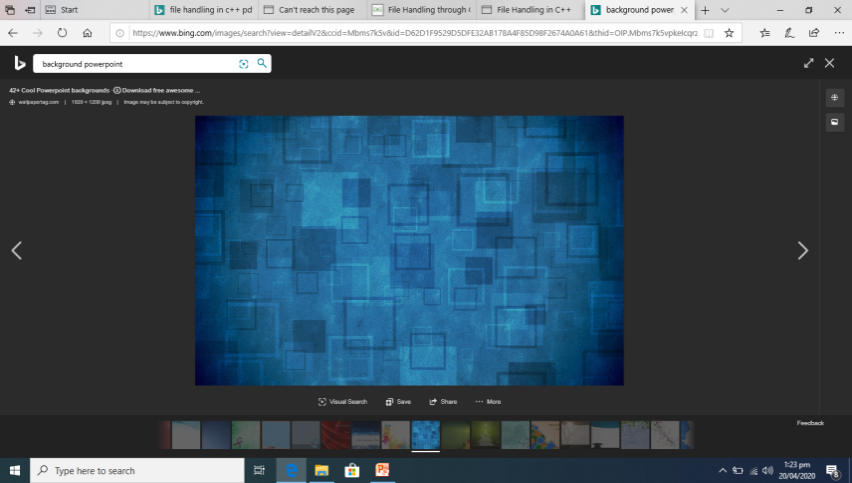 Start
file handling in c++ pd
Can't reach this page
File Handling through C
File Handling in C++
background power
https://www.bing.com/images/search?view=detailV2&ccid=Mbms7k5v&id=D62D1F9529D5DFE32AB178A4F85D98F2674A0A61&thid=OIP.Mbms7k5vpkelcqrz
background powerpoint
42+ Cool Powerpoint backgrounds Download free awesome ...
wallpapertag.com | 1920 × 1200 jpeg | Image may be subject to copyright.
Visual Search Save Share More
Feedback
Type here to search
1:23 pm
20/04/2020
8